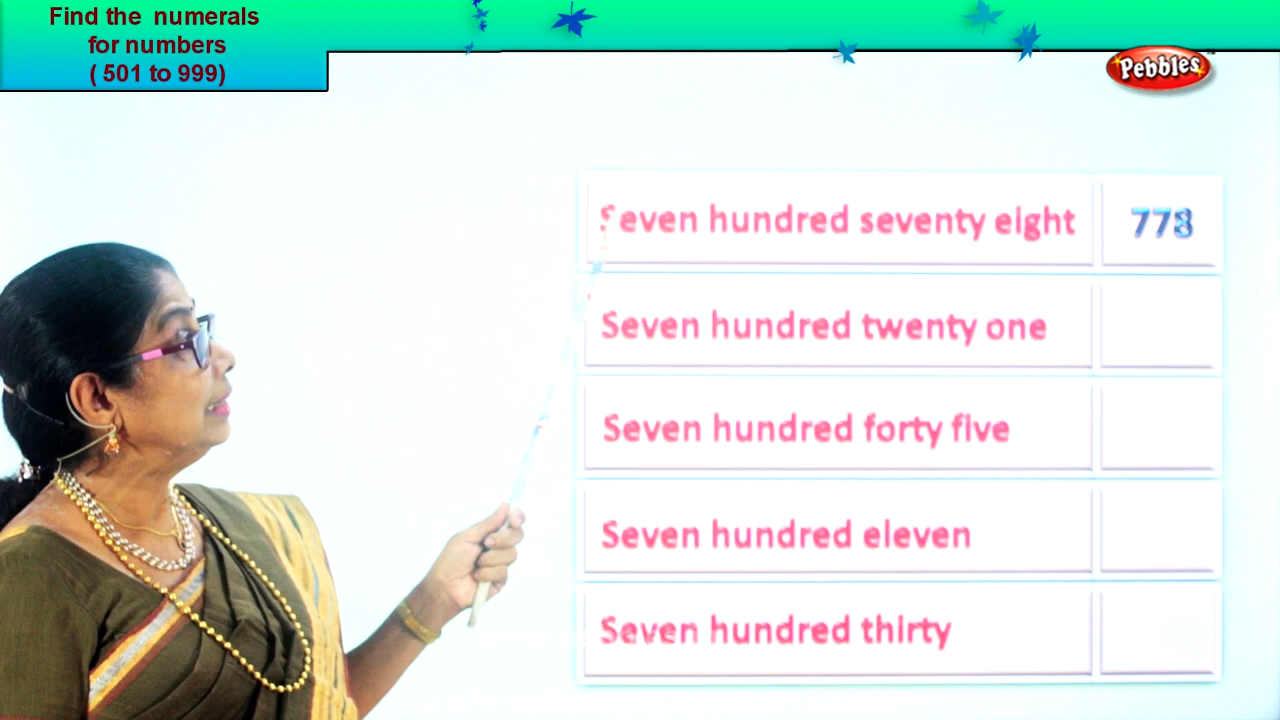 Find the numerals
for numbers
( 501 to 999)
Pebbles
Seven hundred seventy eight 778
Seven hundred twenty one
Seven hundred forty five
Seven hundred eleven
Seven hundred thirty